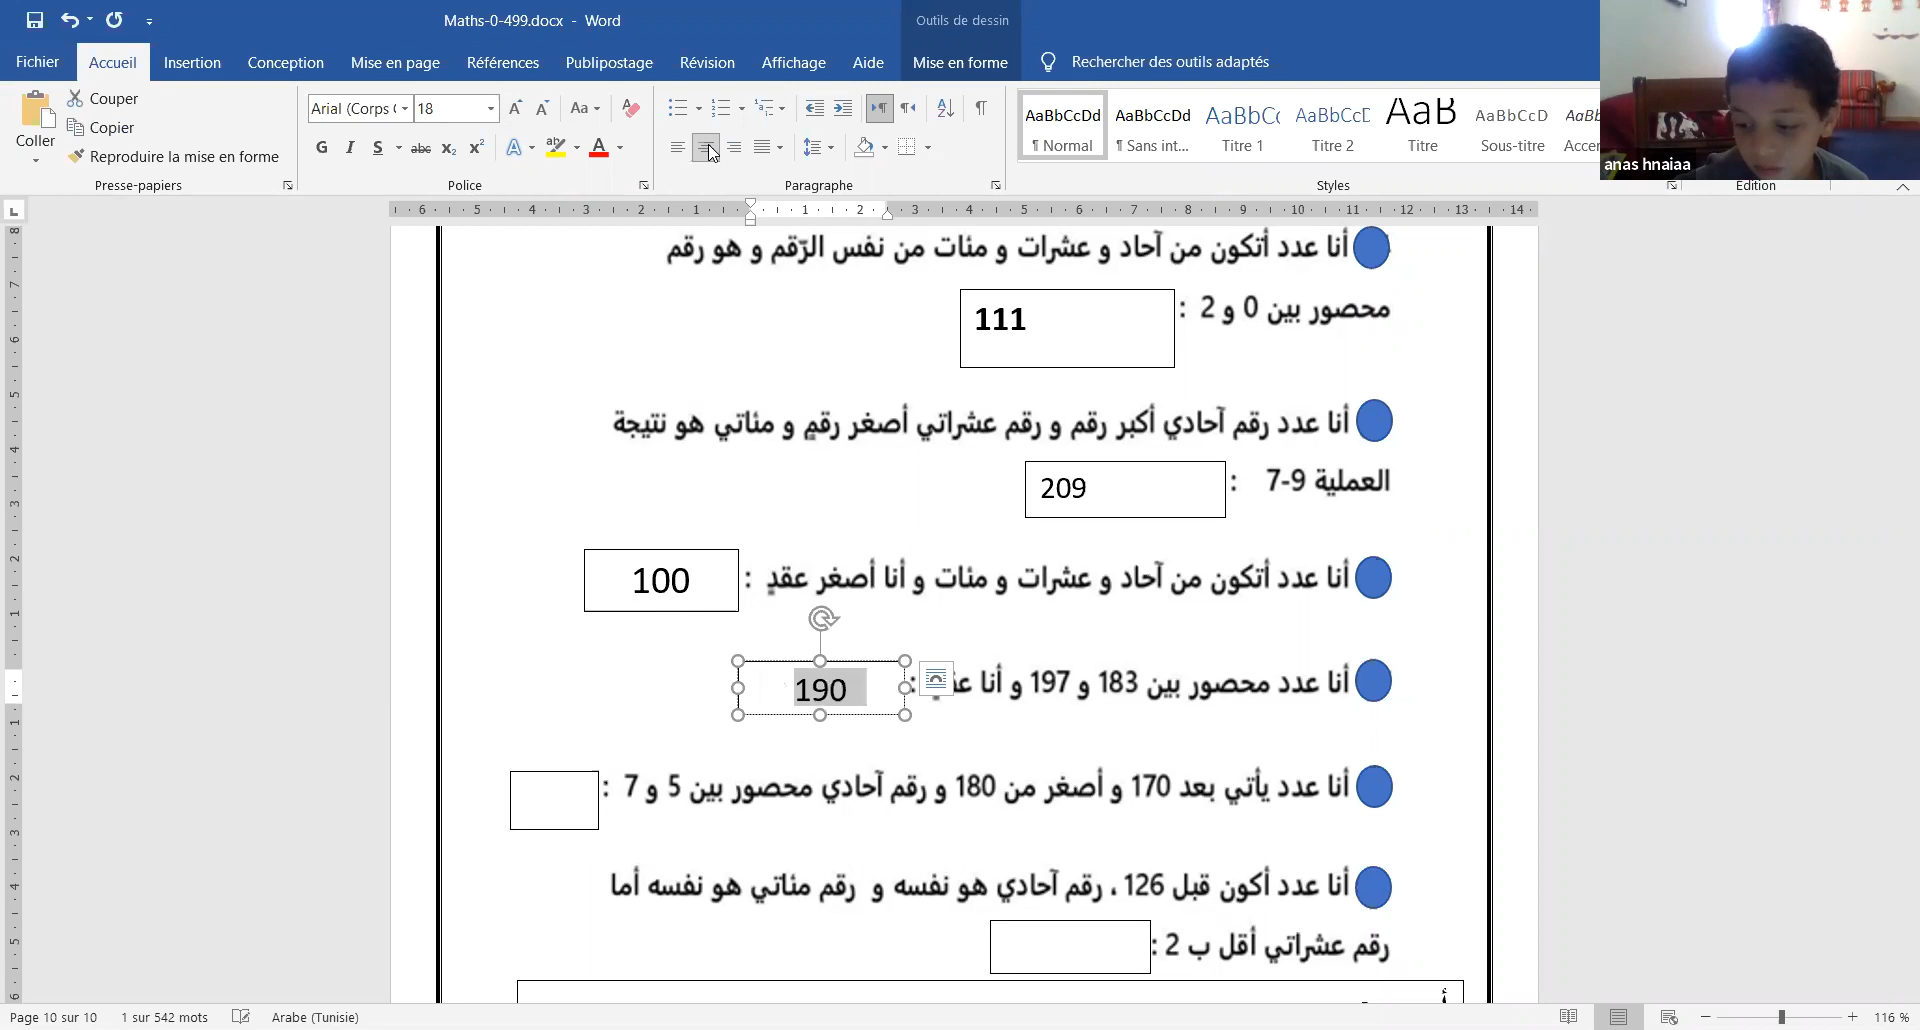 Maths-0-499.docx - Word
Outils de dessin
Fichier Accueil Insertion Conception Mise en page Références Publipostage Révision Affichage Aide Mise en forme Rechercher des outils adaptés
Coller
Couper
Copier
Reproduire la mise en forme
Presse-papiers
Arial (Corps 18
Police
Paragraphe
AaBbCcDd AaBbCcDd AaBbCc AaBbCcD AaB AaBbCcD AaBb
¶ Normal ¶ Sans int... Titre 1 Titre 2 Titre Sous-titre Accen
Styles
Edition
anas hnaiaa
أنا عدد أتكون من آحاد و عشرات و مئات من نفس الرّقم و هو رقم
محصور بين 0 و 2 :
111
أنا عدد رقم آحادي أكبر رقم و رقم عشراتي أصغر رقمٍ و مئاتي هو نتيجة
العملية 9-7 :
209
أنا عدد أتكون من آحاد و عشرات و مئات و أنا أصغر عقدٍ :
100
أنا عدد محصور بين 183 و 197 و أنا :
190
أنا عدد يأتي بعد 170 و أصغر من 180 و رقم آحادي محصور بين 5 و 7 :
أنا عدد أكون قبل 126 ، رقم آحادي هو نفسه و رقم مئاتي هو نفسه أما
رقم عشراتي أقل ب 2 :
Page 10 sur 10 1 sur 542 mots Arabe (Tunisie) 116 %